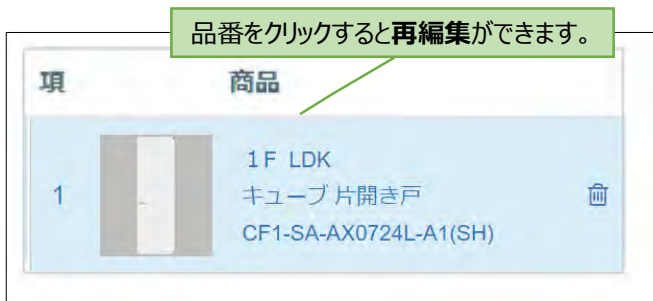 品番をクリックすると再編集ができます。
項 商品
1F LDK
1 キューブ 片開き戸
CF1-SA-AX0724L-A1(SH)